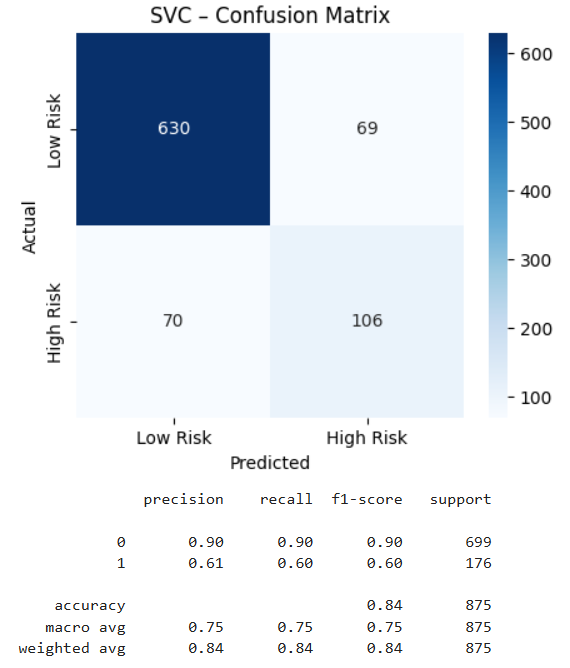 SVC – Confusion Matrix
Low Risk
630
69
600
500
400
300
200
100
Actual
High Risk
70
106
Low Risk
High Risk
Predicted
precision recall f1-score support
0 0.90 0.90 0.90 699
1 0.61 0.60 0.60 176
accuracy 0.84 875
macro avg 0.75 0.75 0.75 875
weighted avg 0.84 0.84 0.84 875